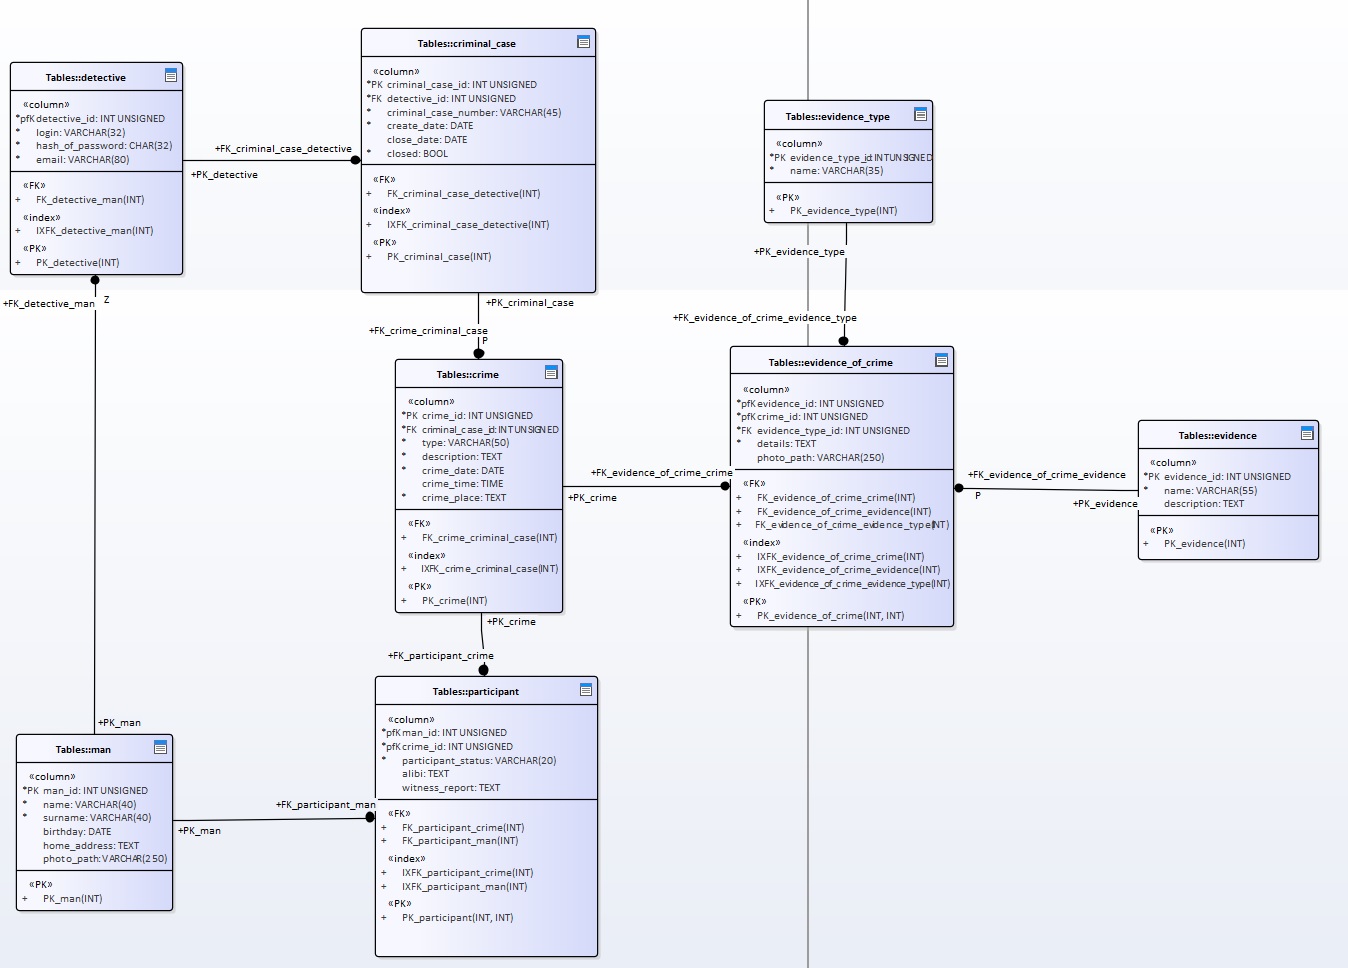 Tables::detective
«column»
*pfK detective_id: INT UNSIGNED
* login: VARCHAR(32)
* hash_of_password: CHAR(32)
* email: VARCHAR(80)
«FK»
+ FK_detective_man(INT)
«index»
+ IXFK_detective_man(INT)
«PK»
+ PK_detective(INT)
+FK_criminal_case_detective
+PK_detective
Tables::criminal_case
«column»
*PK criminal_case_id: INT UNSIGNED
*FK detective_id: INT UNSIGNED
* criminal_case_number: VARCHAR(45)
* create_date: DATE
close_date: DATE
* closed: BOOL
«FK»
+ FK_criminal_case_detective(INT)
«index»
+ IXFK_criminal_case_detective(INT)
«PK»
+ PK_criminal_case(INT)
Tables::evidence_type
«column»
*PK evidence_type_id: INT UNSIGNED
* name: VARCHAR(35)
«PK»
+ PK_evidence_type(INT)
+PK_evidence_type
+FK_evidence_of_crime_evidence_type
+FK_detective_man
Z
+PK_criminal_case
+FK_crime_criminal_case
P
Tables::crime
«column»
*PK crime_id: INT UNSIGNED
*FK criminal_case_id: INT UNSIGNED
* type: VARCHAR(50)
* description: TEXT
* crime_date: DATE
crime_time: TIME
* crime_place: TEXT
«FK»
+ FK_crime_criminal_case(INT)
«index»
+ IXFK_crime_criminal_case(INT)
«PK»
+ PK_crime(INT)
+FK_evidence_of_crime_crime
+PK_crime
Tables::evidence_of_crime
«column»
*pfK evidence_id: INT UNSIGNED
*pfK crime_id: INT UNSIGNED
*FK evidence_type_id: INT UNSIGNED
* details: TEXT
photo_path: VARCHAR(250)
«FK»
+ FK_evidence_of_crime_crime(INT)
+ FK_evidence_of_crime_evidence(INT)
+ FK_evidence_of_crime_evidence_type(INT)
«index»
+ IXFK_evidence_of_crime_crime(INT)
+ IXFK_evidence_of_crime_evidence(INT)
+ IXFK_evidence_of_crime_evidence_type(INT)
«PK»
+ PK_evidence_of_crime(INT, INT)
+FK_evidence_of_crime_evidence
P
+PK_evidence
Tables::evidence
«column»
*PK evidence_id: INT UNSIGNED
* name: VARCHAR(55)
description: TEXT
«PK»
+ PK_evidence(INT)
+PK_crime
+FK_participant_crime
+PK_man
Tables::man
«column»
*PK man_id: INT UNSIGNED
* name: VARCHAR(40)
* surname: VARCHAR(40)
birthday: DATE
home_address: TEXT
photo_path: VARCHAR(250)
«PK»
+ PK_man(INT)
+FK_participant_man
+PK_man
Tables::participant
«column»
*pfK man_id: INT UNSIGNED
*pfK crime_id: INT UNSIGNED
* participant_status: VARCHAR(20)
alibi: TEXT
witness_report: TEXT
«FK»
+ FK_participant_crime(INT)
+ FK_participant_man(INT)
«index»
+ IXFK_participant_crime(INT)
+ IXFK_participant_man(INT)
«PK»
+ PK_participant(INT, INT)